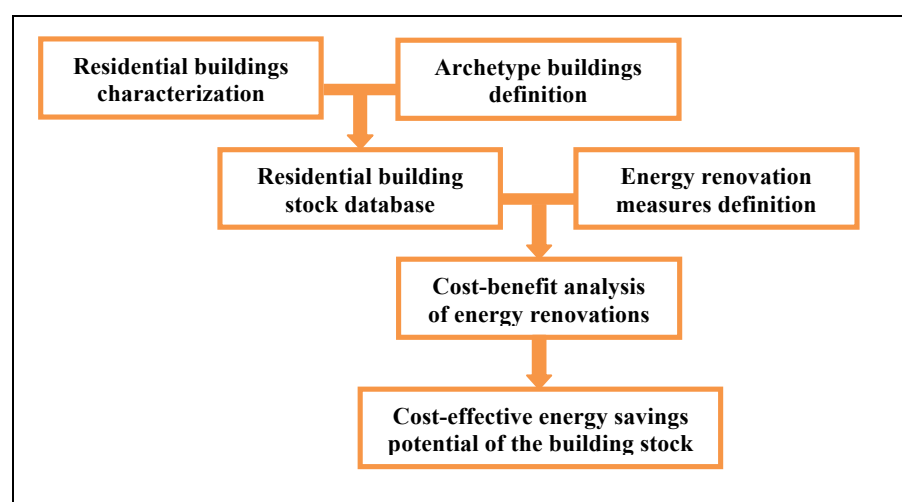 Residential buildings
characterization
Archetype buildings
definition
Residential building
stock database
Energy renovation
measures definition
Cost-benefit analysis
of energy renovations
Cost-effective energy savings
potential of the building stock